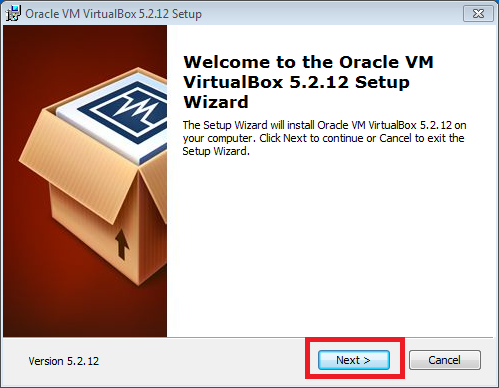 Oracle VM VirtualBox 5.2.12 Setup
Welcome to the Oracle VM
VirtualBox 5.2.12 Setup
Wizard
The Setup Wizard will install Oracle VM VirtualBox 5.2.12 on
your computer. Click Next to continue or Cancel to exit the
Setup Wizard.
Version 5.2.12
Next >
Cancel